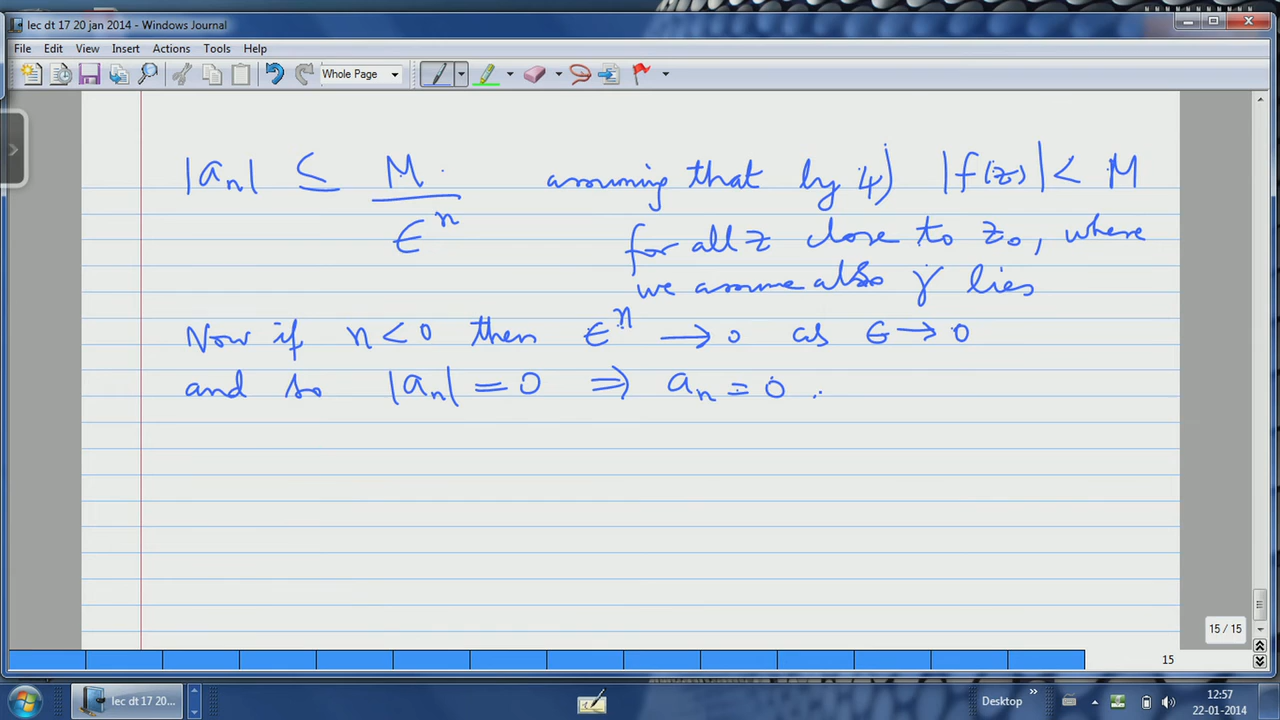 lec dt 17 20 jan 2014 - Windows Journal
File Edit View Insert Actions Tools Help
Whole Page
|aₙ| ≤ M/ϵⁿ assuming that by 4) |f(z)| < M
for all z close to z₀, where
we assume also γ lies
Now if n < 0 then ϵⁿ → 0 as ϵ → 0
and so |aₙ| = 0 ⇒ aₙ = 0.
15 / 15
15
lec dt 17 20...
Desktop
12:57
22-01-2014